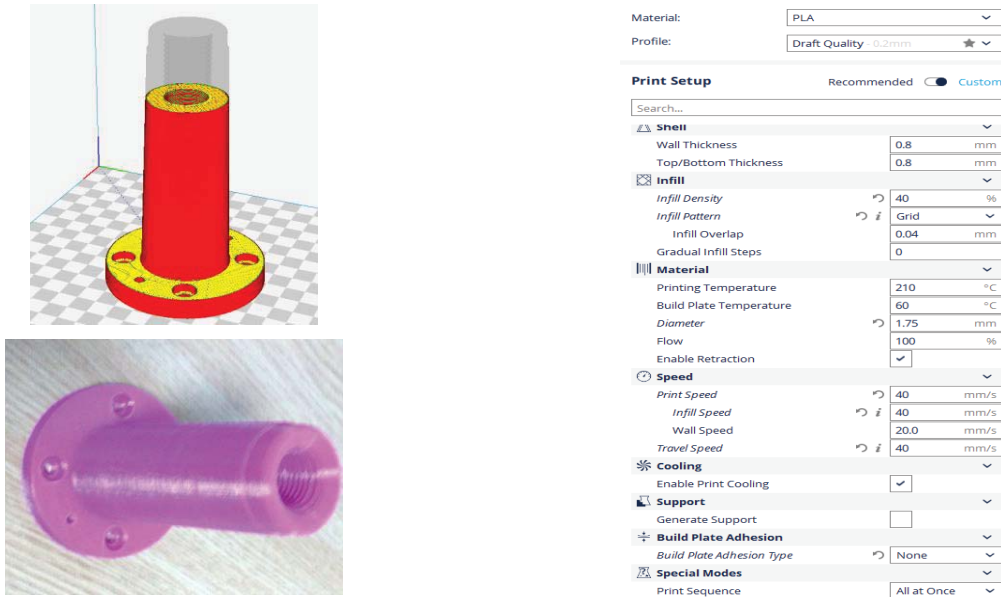 Material: PLA
Profile: Draft Quality - 0.2mm
Print Setup Recommended Custom
Search...
Shell
Wall Thickness 0.8 mm
Top/Bottom Thickness 0.8 mm
Infill
Infill Density 40 %
Infill Pattern i Grid
Infill Overlap 0.04 mm
Gradual Infill Steps 0
Material
Printing Temperature 210 °C
Build Plate Temperature 60 °C
Diameter 1.75 mm
Flow 100 %
Enable Retraction
Speed
Print Speed 40 mm/s
Infill Speed i 40 mm/s
Wall Speed 20.0 mm/s
Travel Speed i 40 mm/s
Cooling
Enable Print Cooling
Support
Generate Support
Build Plate Adhesion
Build Plate Adhesion Type None
Special Modes
Print Sequence All at Once